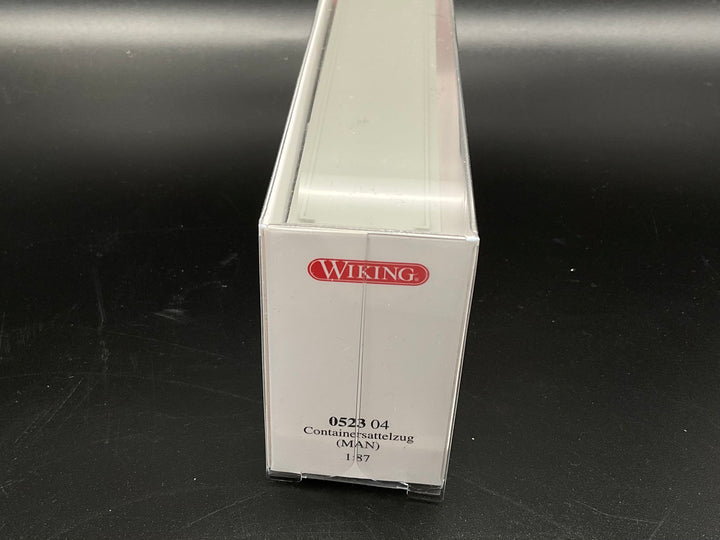 WIKING®
0523 04
Containersattelzug
(MAN)
1:87